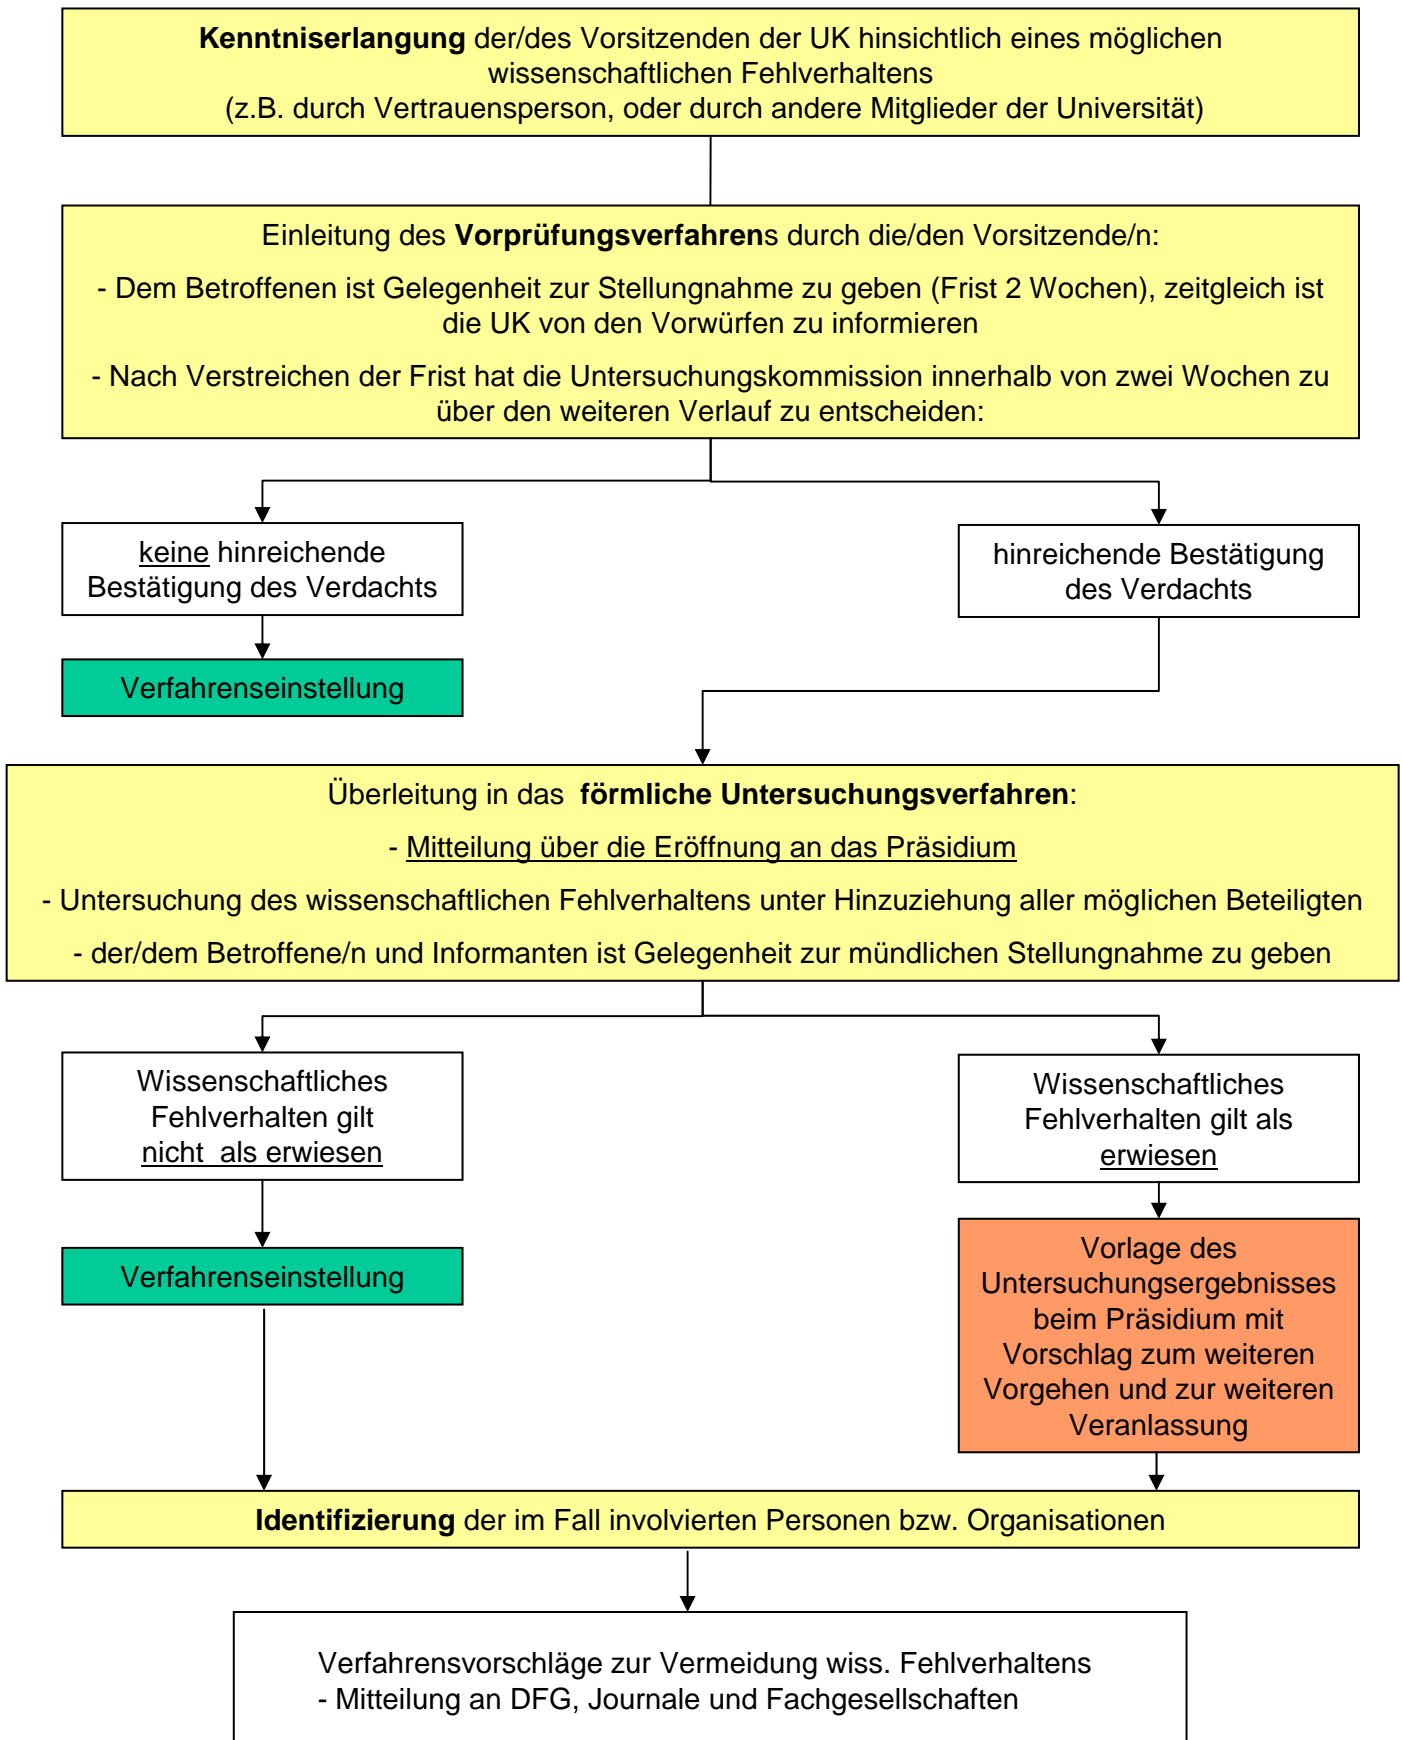 Kenntniserlangung der/des Vorsitzenden der UK hinsichtlich eines möglichen
wissenschaftlichen Fehlverhaltens
(z.B. durch Vertrauensperson, oder durch andere Mitglieder der Universität)
Einleitung des Vorprüfungsverfahrens durch die/den Vorsitzende/n:
- Dem Betroffenen ist Gelegenheit zur Stellungnahme zu geben (Frist 2 Wochen), zeitgleich ist
die UK von den Vorwürfen zu informieren
- Nach Verstreichen der Frist hat die Untersuchungskommission innerhalb von zwei Wochen zu
über den weiteren Verlauf zu entscheiden:
keine hinreichende
Bestätigung des Verdachts
hinreichende Bestätigung
des Verdachts
Verfahrenseinstellung
Überleitung in das  förmliche Untersuchungsverfahren:
- Mitteilung über die Eröffnung an das Präsidium
- Untersuchung des wissenschaftlichen Fehlverhaltens unter Hinzuziehung aller möglichen Beteiligten
- der/dem Betroffene/n und Informanten ist Gelegenheit zur mündlichen Stellungnahme zu geben
Wissenschaftliches
Fehlverhalten gilt
nicht  als erwiesen
Wissenschaftliches
Fehlverhalten gilt als
erwiesen
Verfahrenseinstellung
Vorlage des
Untersuchungsergebnisses
beim Präsidium mit
Vorschlag zum weiteren
Vorgehen und zur weiteren
Veranlassung
Identifizierung der im Fall involvierten Personen bzw. Organisationen
Verfahrensvorschläge zur Vermeidung wiss. Fehlverhaltens
- Mitteilung an DFG, Journale und Fachgesellschaften